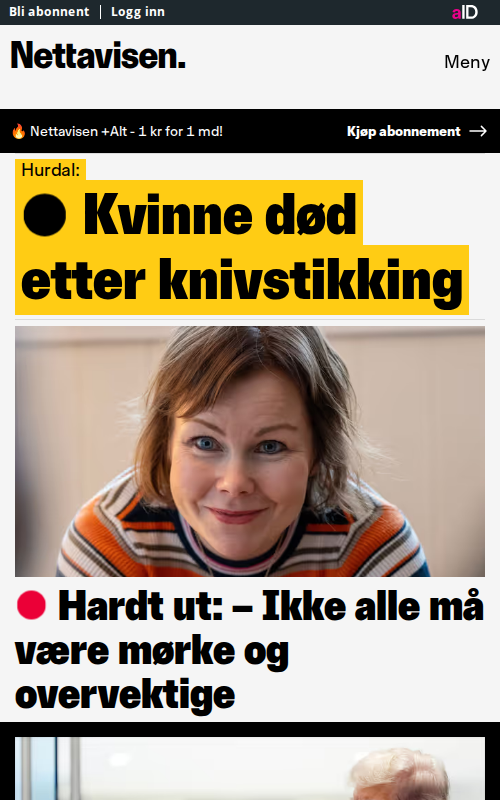 Bli abonnent | Logg inn
aID
Nettavisen.
Meny
🔥 Nettavisen +Alt - 1 kr for 1 md!
Kjøp abonnement →
Hurdal:
Kvinne død
etter knivstikking
Hardt ut: – Ikke alle må
være mørke og
overvektige